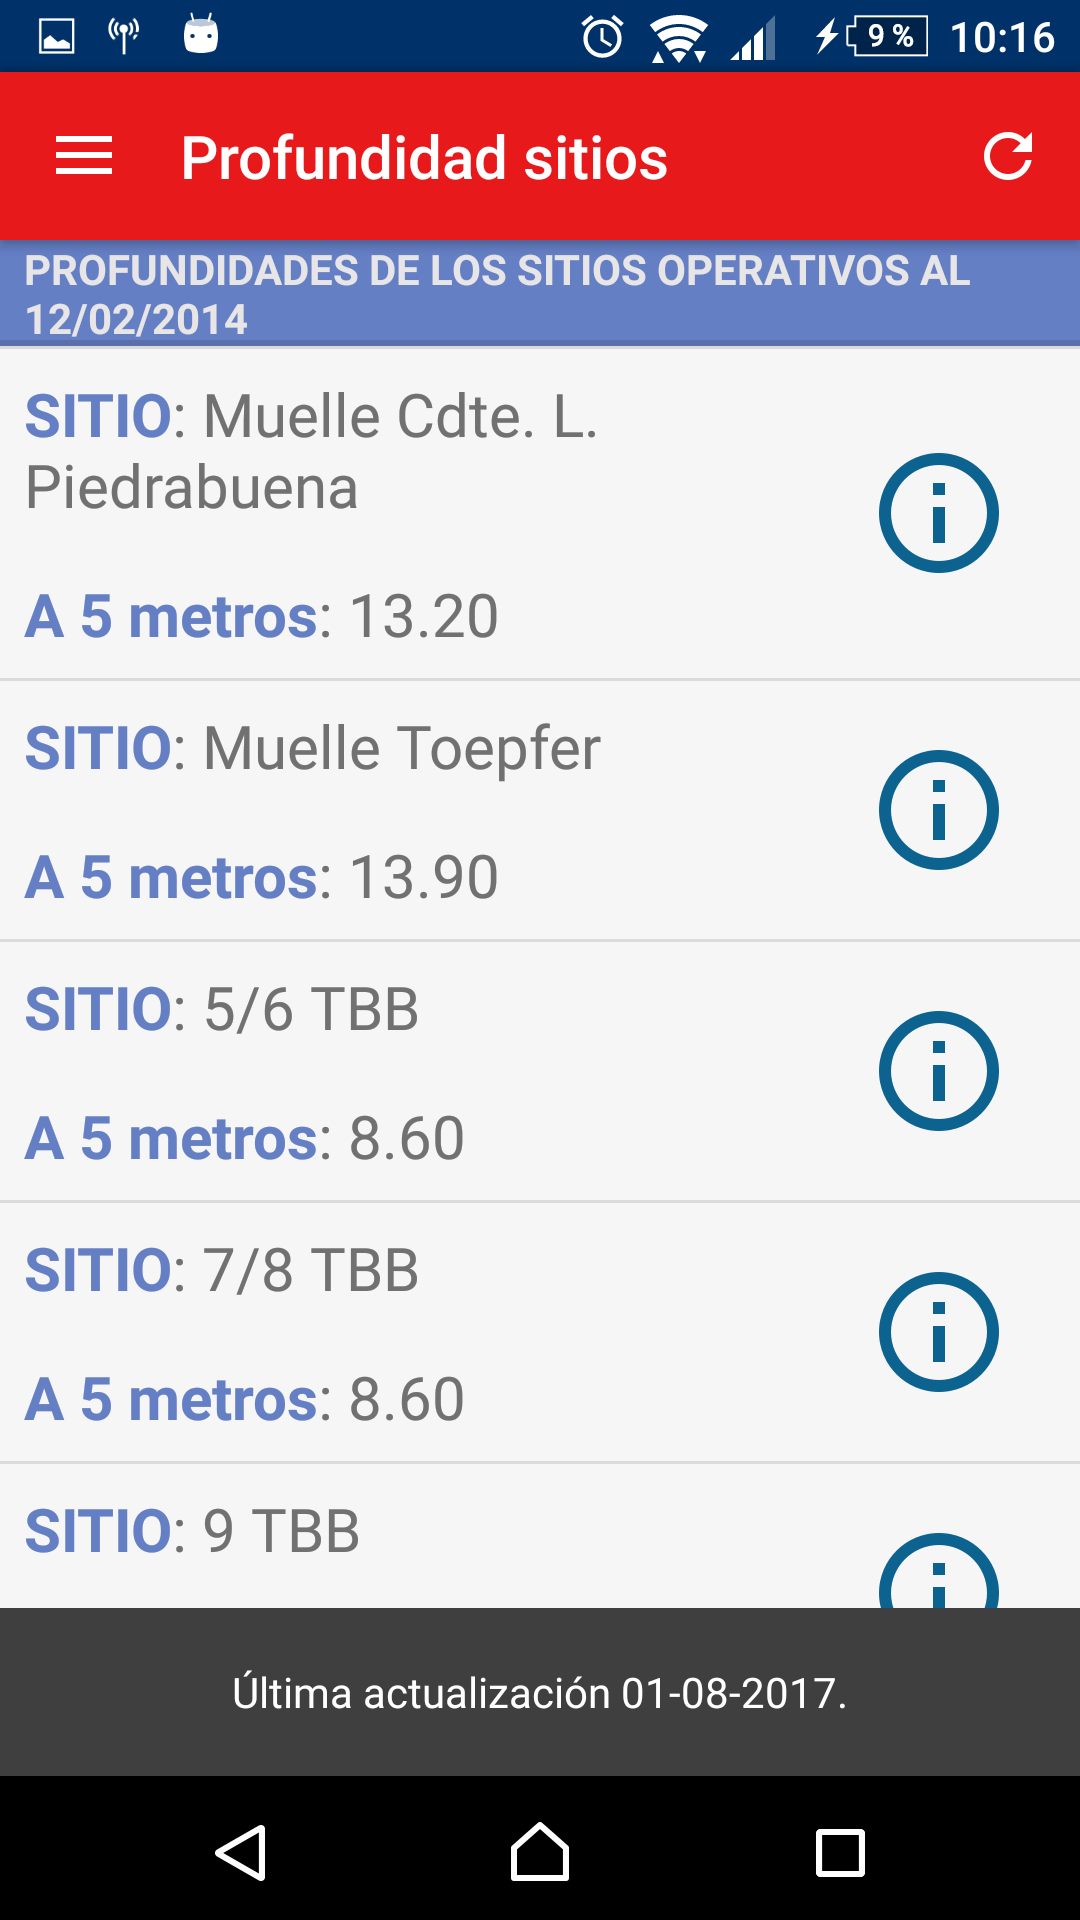 9 % 10:16
Profundidad sitios
PROFUNDIDADES DE LOS SITIOS OPERATIVOS AL
12/02/2014
SITIO: Muelle Cdte. L.
Piedrabuena
A 5 metros: 13.20
SITIO: Muelle Toepfer
A 5 metros: 13.90
SITIO: 5/6 TBB
A 5 metros: 8.60
SITIO: 7/8 TBB
A 5 metros: 8.60
SITIO: 9 TBB
Última actualización 01-08-2017.